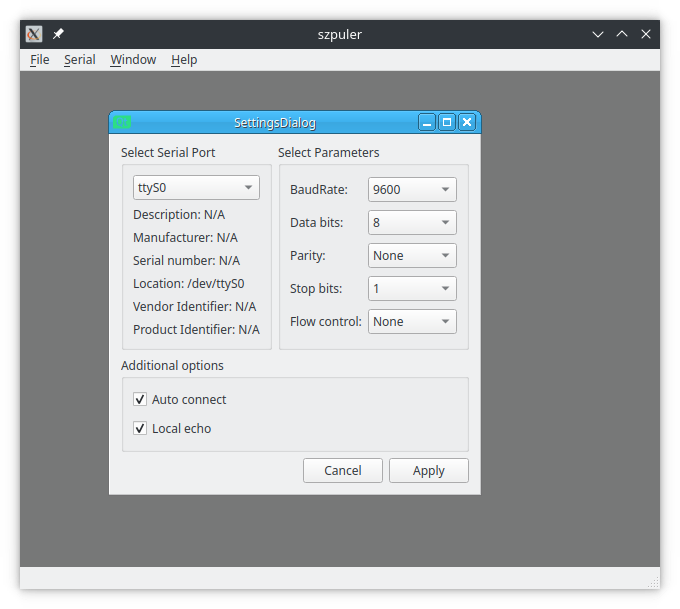 szpuler
File Serial Window Help
SettingsDialog
Select Serial Port
ttyS0
Description: N/A
Manufacturer: N/A
Serial number: N/A
Location: /dev/ttyS0
Vendor Identifier: N/A
Product Identifier: N/A
Select Parameters
BaudRate: 9600
Data bits: 8
Parity: None
Stop bits: 1
Flow control: None
Additional options
Auto connect
Local echo
Cancel Apply